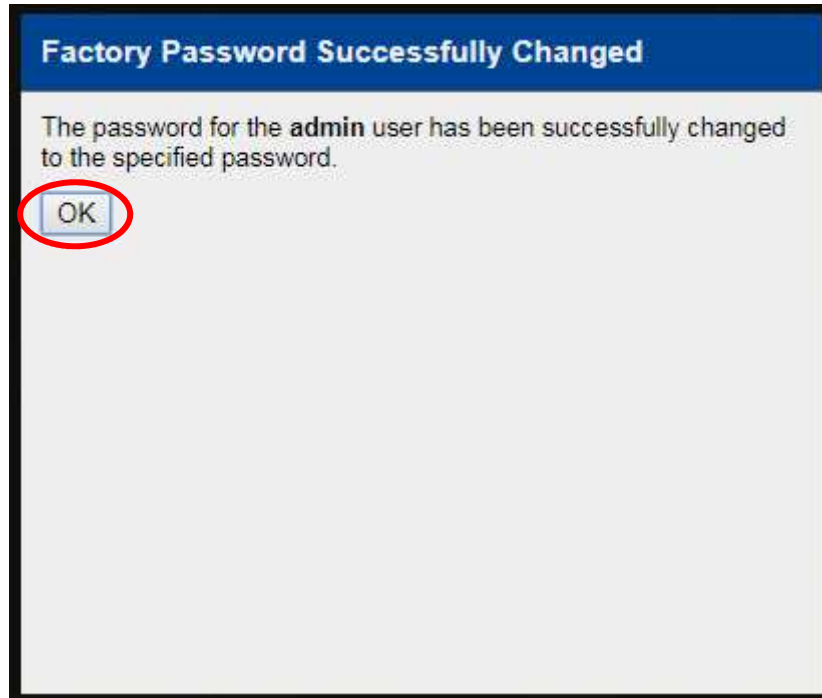 Factory Password Successfully Changed
The password for the admin user has been successfully changed
to the specified password.
OK